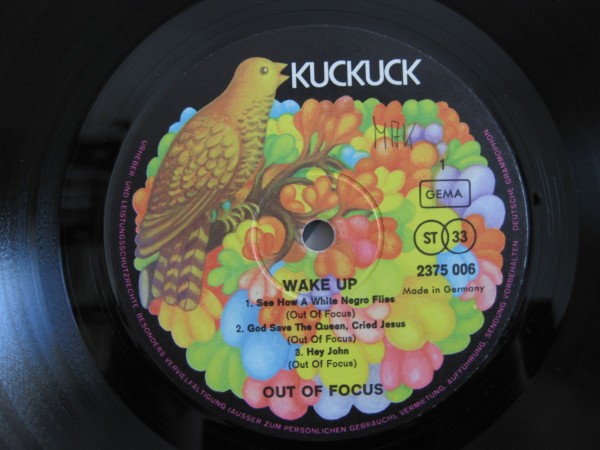 KUCKUCK
MAK
1
GEMA
ST 33
2375 006
Made in Germany
WAKE UP
1. See How A White Negro Flies
(Out Of Focus)
2. God Save The Queen, Cried Jesus
(Out Of Focus)
3. Hey John
(Out Of Focus)
OUT OF FOCUS
URHEBER- UND LEISTUNGSSCHUTZRECHTE, BESONDERS VERVIELFÄLTIGUNG (AUSSER ZUM PERSÖNLICHEN GEBRAUCH), VERMIETUNG, AUFFÜHRUNG, SENDUNG VORBEHALTEN DEUTSCHE GRAMMOPHON